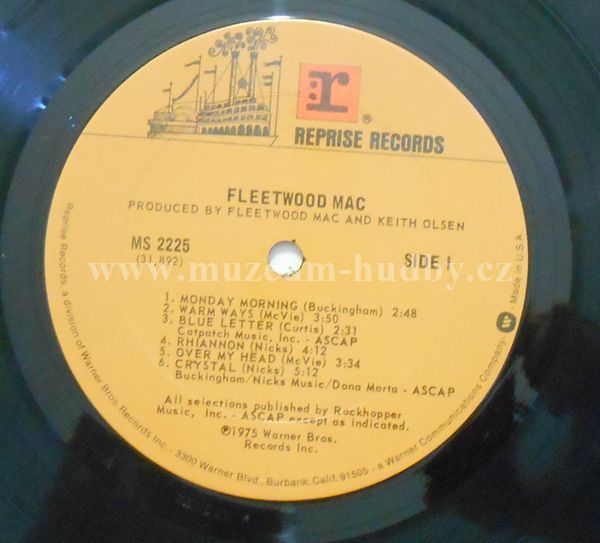 r
®
REPRISE RECORDS
FLEETWOOD MAC
PRODUCED BY FLEETWOOD MAC AND KEITH OLSEN
MS 2225
(31,892)
SIDE 1
www.muzeum-hudby.cz
1. MONDAY MORNING (Buckingham) 2:48
2. WARM WAYS (McVie) 3:50
3. BLUE LETTER (Curtis) 2:31
Catpatch Music, Inc. - ASCAP
4. RHIANNON (Nicks) 4:12
5. OVER MY HEAD (McVie) 3:34
6. CRYSTAL (Nicks) 5:12
Buckingham/Nicks Music/Dona Marta - ASCAP
All selections published by Rockhopper
Music, Inc. - ASCAP except as indicated.
℗1975 Warner Bros.
Records Inc.
Reprise Records, a division of Warner Bros. Records Inc. - 3300 Warner Blvd., Burbank, Calif. 91505 - a Warner Communications Company
W
Made in U.S.A.